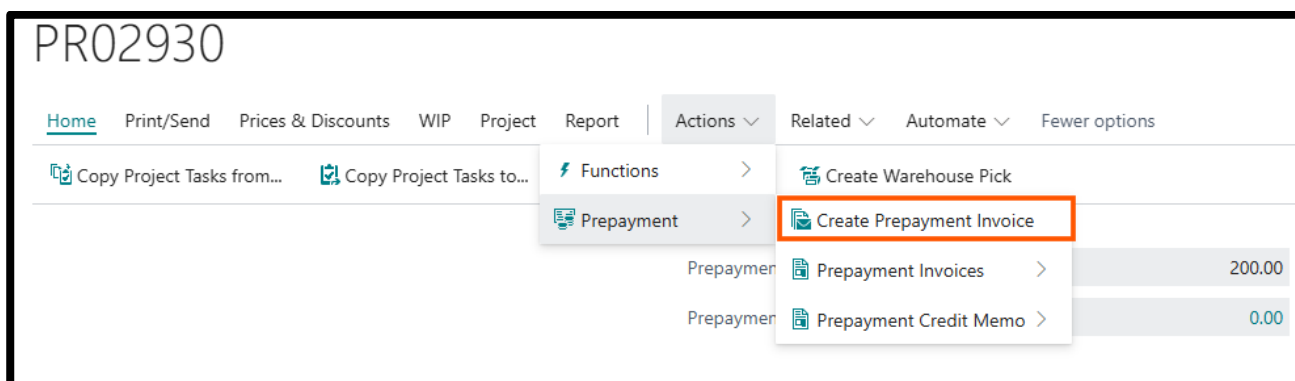 PR02930
Home Print/Send Prices & Discounts WIP Project Report Actions Related Automate Fewer options
Copy Project Tasks from... Copy Project Tasks to... Functions Create Warehouse Pick
Prepayment Create Prepayment Invoice
Prepaymen Prepayment Invoices 200.00
Prepaymen Prepayment Credit Memo 0.00